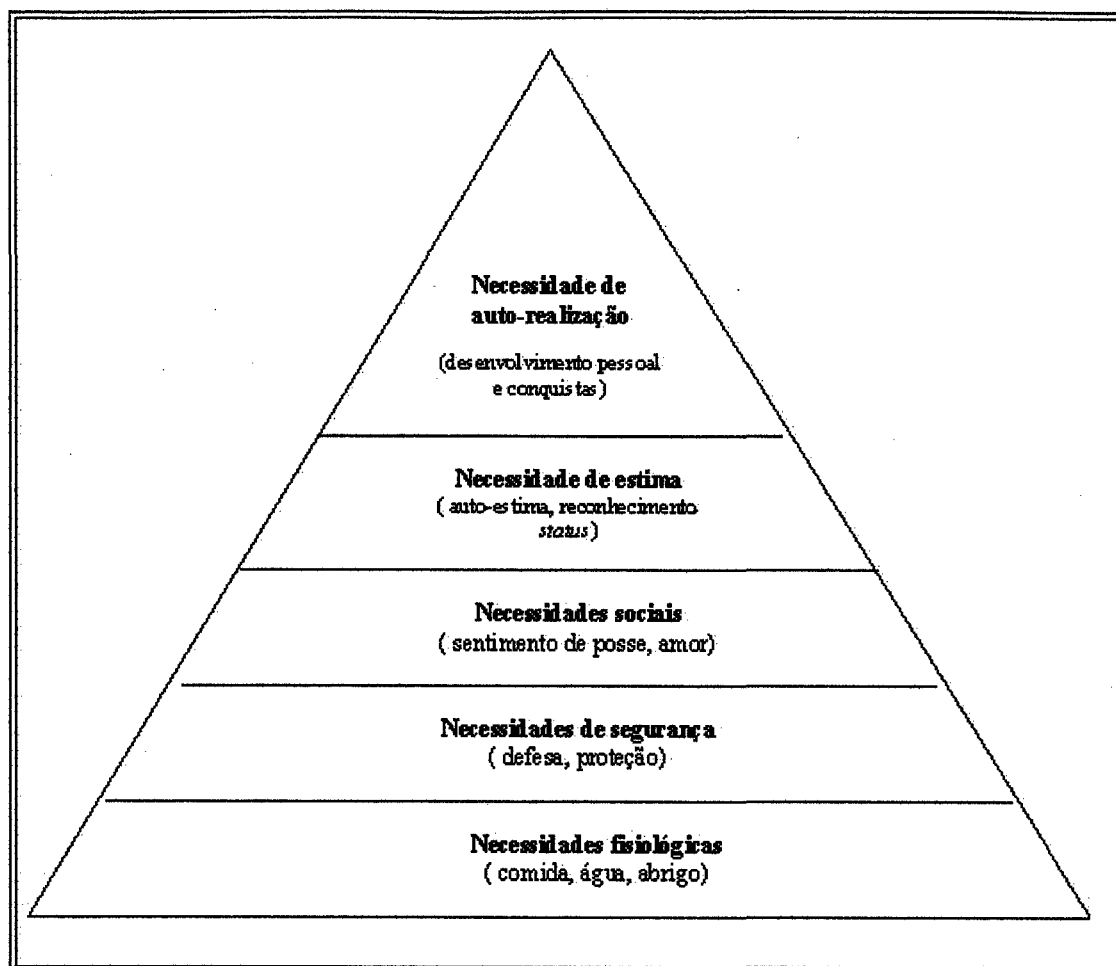 Necessidade de
auto-realização
(desenvolvimento pessoal
e conquistas)
Necessidade de estima
( auto-estima, reconhecimento
status)
Necessidades sociais
( sentimento de posse, amor)
Necessidades de segurança
( defesa, proteção)
Necessidades fisiológicas
( comida, água, abrigo)